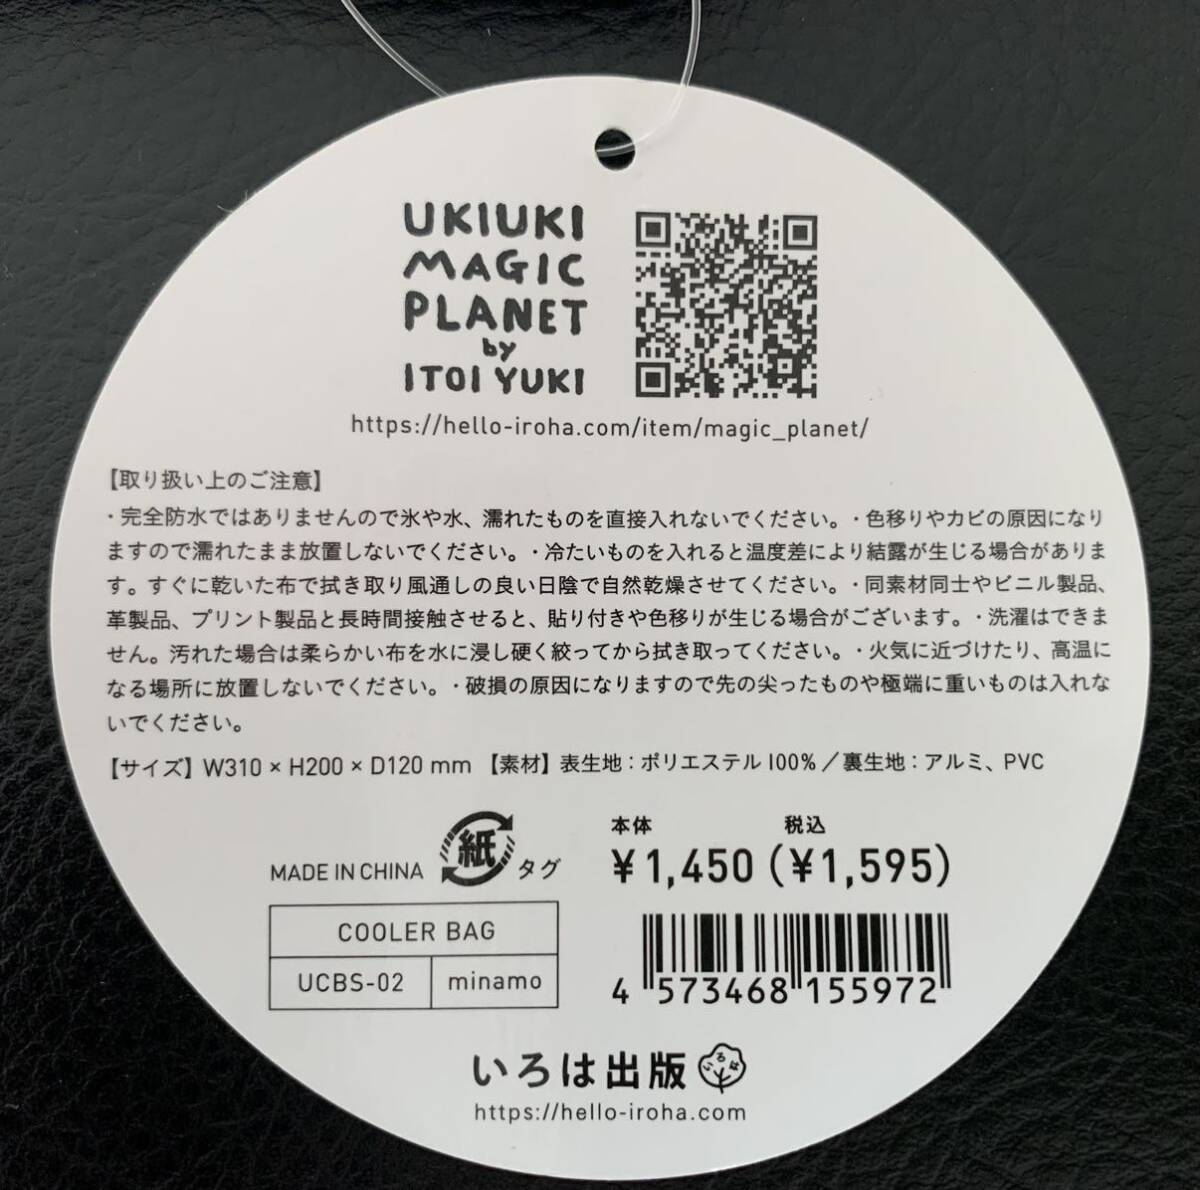 UKIUKI
MAGIC
PLANET
by
ITOI YUKI
https://hello-iroha.com/item/magic_planet/
【取り扱い上のご注意】
・完全防水ではありませんので氷や水、濡れたものを直接入れないでください。・色移りやカビの原因になり
ますので濡れたまま放置しないでください。・冷たいものを入れると温度差により結露が生じる場合がありま
す。すぐに乾いた布で拭き取り風通しの良い日陰で自然乾燥させてください。・同素材同士やビニル製品、
革製品、プリント製品と長時間接触させると、貼り付きや色移りが生じる場合がございます。・洗濯はできま
せん。汚れた場合は柔らかい布を水に浸し硬く絞ってから拭き取ってください。・火気に近づけたり、高温に
なる場所に放置しないでください。・破損の原因になりますので先の尖ったものや極端に重いものは入れな
いでください。
【サイズ】W310 × H200 × D120 mm 【素材】表生地：ポリエステル 100% / 裏生地：アルミ、PVC
MADE IN CHINA 紙 タグ
本体 税込
¥1,450 (¥1,595)
COOLER BAG
UCBS-02 minamo
4 573468 155972
いろは出版 いろは
https://hello-iroha.com